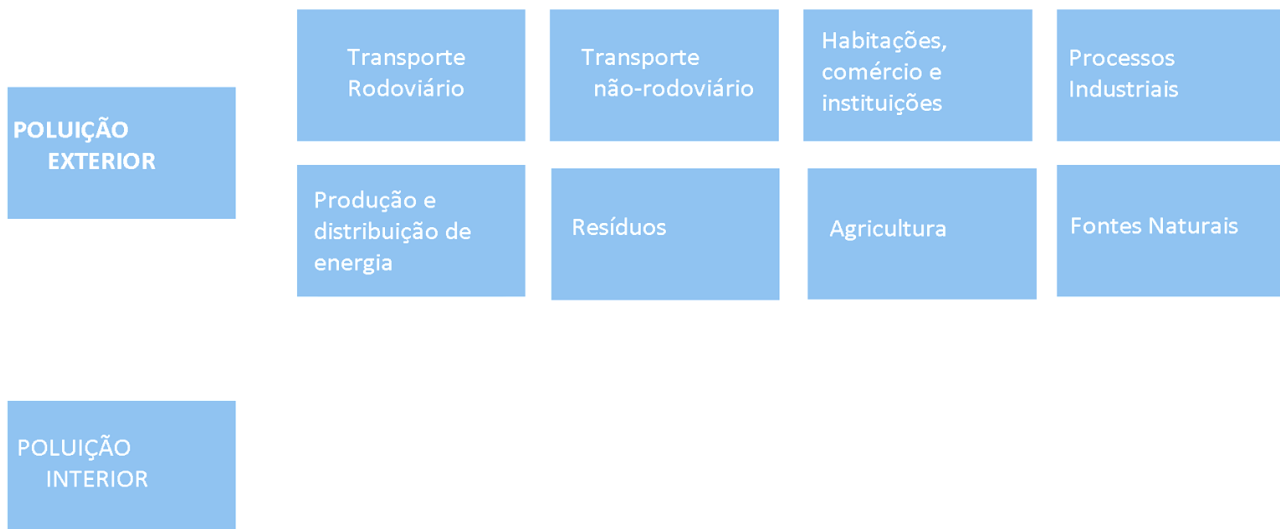 POLUIÇÃO
EXTERIOR
Transporte
Rodoviário
Transporte
não-rodoviário
Habitações,
comércio e
instituições
Processos
Industriais
Produção e
distribuição de
energia
Resíduos
Agricultura
Fontes Naturais
POLUIÇÃO
INTERIOR